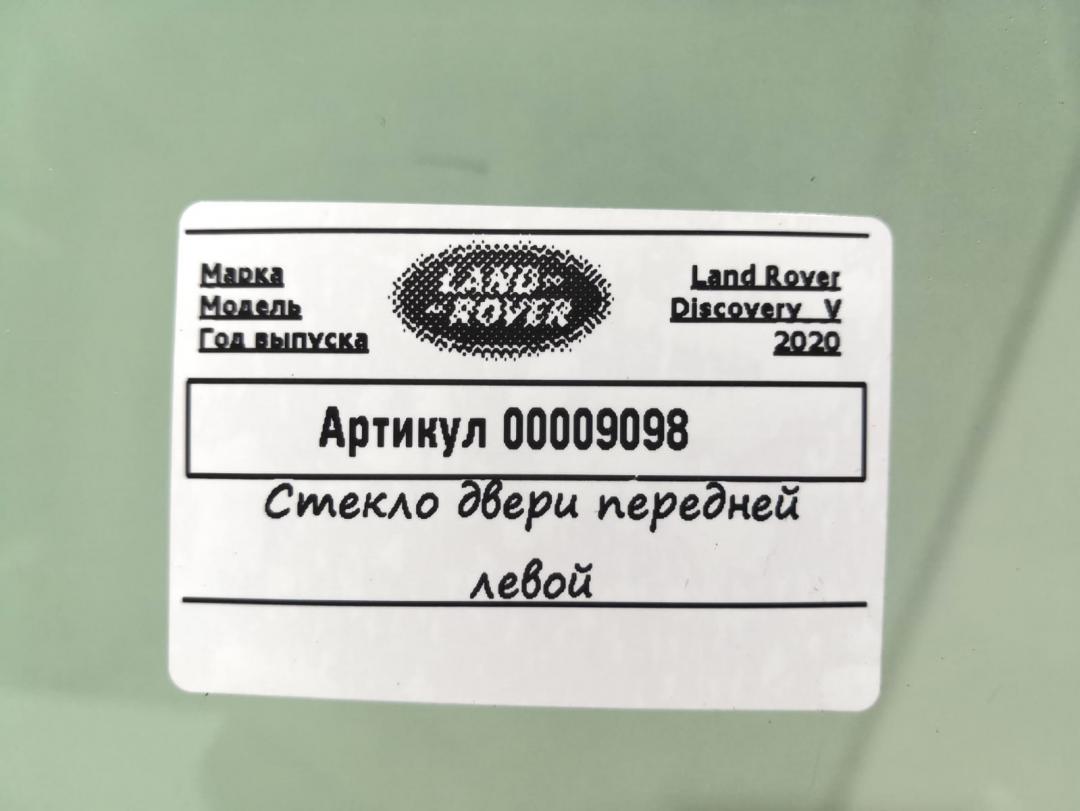 Марка LAND Land Rover
Модель ROVER Discovery V
Год выпуска 2020
Артикул 00009098
Стекло двери передней
левой